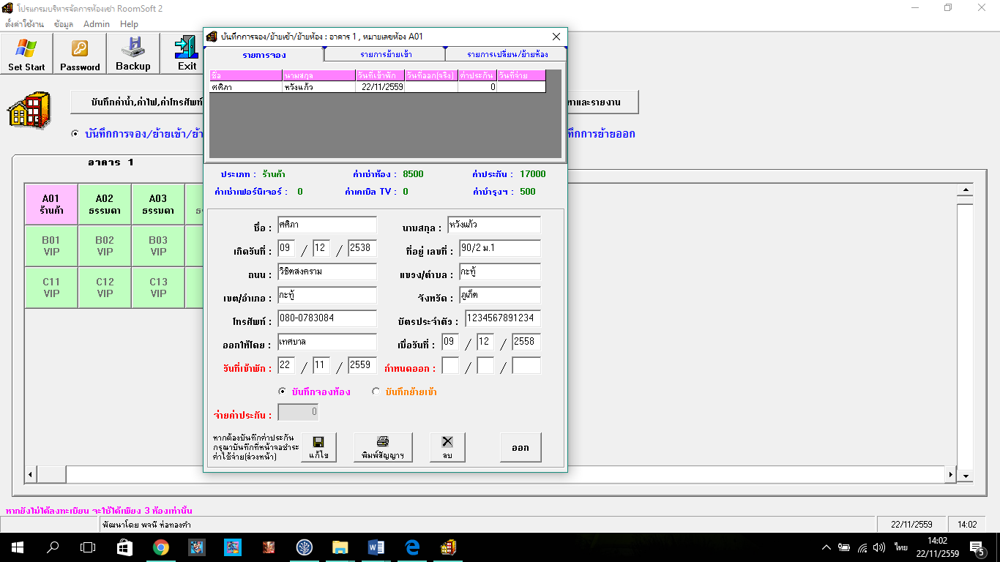 โปรแกรมบริหารจัดการห้องเช่า RoomSoft 2
ตั้งค่าใช้งาน ข้อมูล Admin Help
Set Start Password Backup Exit
บันทึกค่าน้ำ,ค่าไฟ,ค่าโทรศัพท์
าและรายงาน
บันทึกการจอง/ย้ายเข้า/ย้า
ทึกการย้ายออก
อาคาร 1
A01 A02 A03
ร้านค้า ธรรมดา ธรรมดา ธร
B01 B02 B03
VIP VIP VIP
C11 C12 C13
VIP VIP VIP
บันทึกการจอง/ย้ายเข้า/ย้ายห้อง : อาคาร 1 , หมายเลขห้อง A01
รายการจอง รายการย้ายเข้า รายการเปลี่ยน/ย้ายห้อง
ชื่อ นามสกุล วันที่เข้าพัก วันที่ออก(จริง) ค่าประกัน วันที่จ่าย
ศศิภา หวังแก้ว 22/11/2559 0
ประเภท : ร้านค้า ค่าเช่าห้อง : 8500 ค่าประกัน : 17000
ค่าเช่าเฟอร์นิเจอร์ : 0 ค่าเคเบิล TV : 0 ค่าบำรุงฯ : 500
ชื่อ : ศศิภา นามสกุล : หวังแก้ว
เกิดวันที่ : 09 / 12 / 2538 ที่อยู่ เลขที่ : 90/2 ม.1
ถนน : วิชิตสงคราม แขวง/ตำบล : กะทู้
เขต/อำเภอ : กะทู้ จังหวัด : ภูเก็ต
โทรศัพท์ : 080-0783084 บัตรประจำตัว : 1234567891234
ออกให้โดย : เทศบาล เมื่อวันที่ : 09 / 12 / 2558
วันที่เข้าพัก : 22 / 11 / 2559 กำหนดออก : / /
บันทึกจองห้อง บันทึกย้ายเข้า
จ่ายค่าประกัน : 0
หากต้องบันทึกค่าประกัน
กรุณาบันทึกที่หน้าจอชำระ
ค่าใช้จ่าย(ล่วงหน้า)
แก้ไข พิมพ์สัญญาฯ ลบ ออก
หากยังไม่ได้ลงทะเบียน จะใช้ได้เพียง 3 ห้องเท่านั้น
พัฒนาโดย พจนี ห่อทองคำ 22/11/2559 14:02
ไทย 14:02
22/11/2559
5